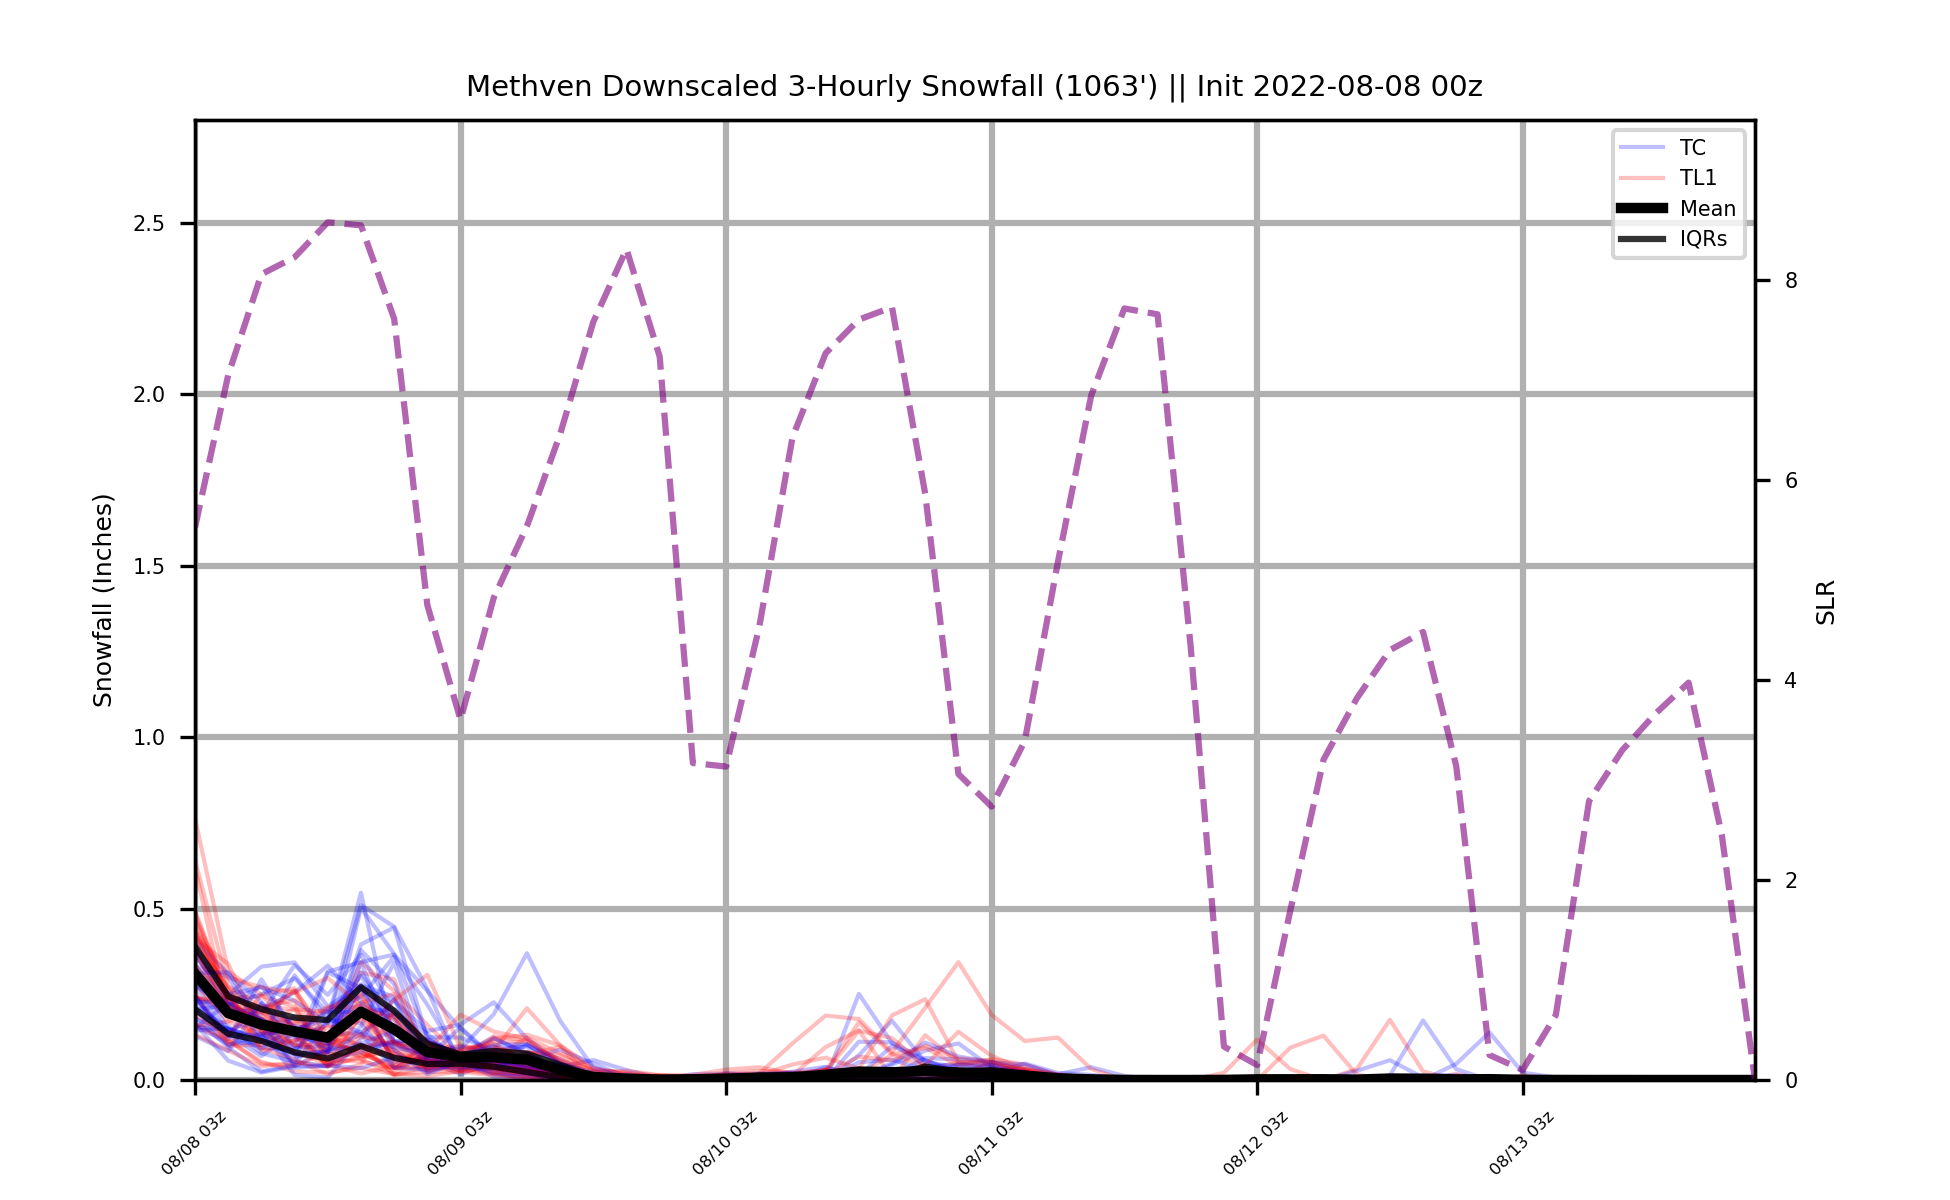 Methven Downscaled 3-Hourly Snowfall (1063') || Init 2022-08-08 00z
TC
TL1
Mean
IQRs
2.5
2.0
1.5
1.0
0.5
0.0
Snowfall (Inches)
8
6
4
2
0
SLR
08/08 03z
08/09 03z
08/10 03z
08/11 03z
08/12 03z
08/13 03z